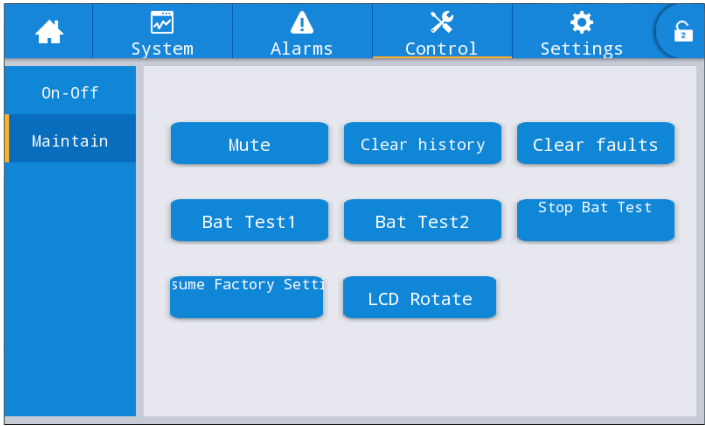 System Alarms Control Settings 2
On-Off
Maintain
Mute Clear history Clear faults
Bat Test1 Bat Test2 Stop Bat Test
sume Factory Setti LCD Rotate